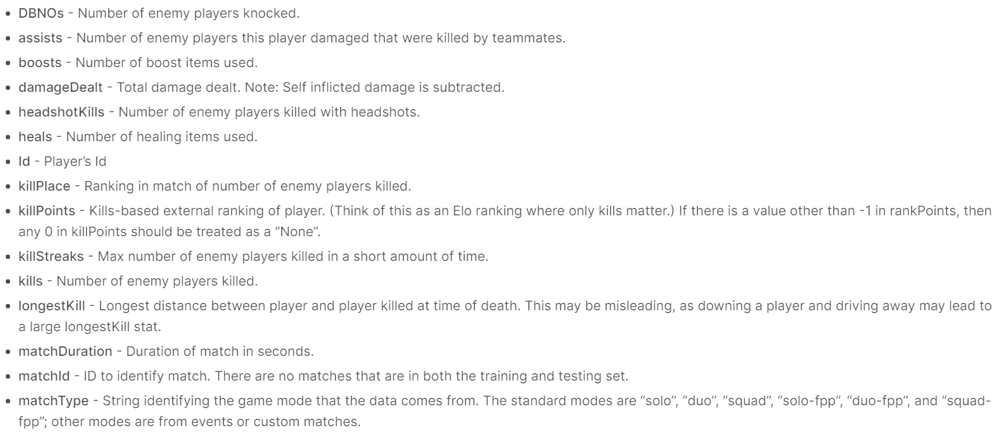 • DBNOs - Number of enemy players knocked.
• assists - Number of enemy players this player damaged that were killed by teammates.
• boosts - Number of boost items used.
• damageDealt - Total damage dealt. Note: Self inflicted damage is subtracted.
• headshotKills - Number of enemy players killed with headshots.
• heals - Number of healing items used.
• Id - Player’s Id
• killPlace - Ranking in match of number of enemy players killed.
• killPoints - Kills-based external ranking of player. (Think of this as an Elo ranking where only kills matter.) If there is a value other than -1 in rankPoints, then
any 0 in killPoints should be treated as a “None”.
• killStreaks - Max number of enemy players killed in a short amount of time.
• kills - Number of enemy players killed.
• longestKill - Longest distance between player and player killed at time of death. This may be misleading, as downing a player and driving away may lead to
a large longestKill stat.
• matchDuration - Duration of match in seconds.
• matchId - ID to identify match. There are no matches that are in both the training and testing set.
• matchType - String identifying the game mode that the data comes from. The standard modes are “solo”, “duo”, “squad”, “solo-fpp”, “duo-fpp”, and “squad-
fpp”; other modes are from events or custom matches.